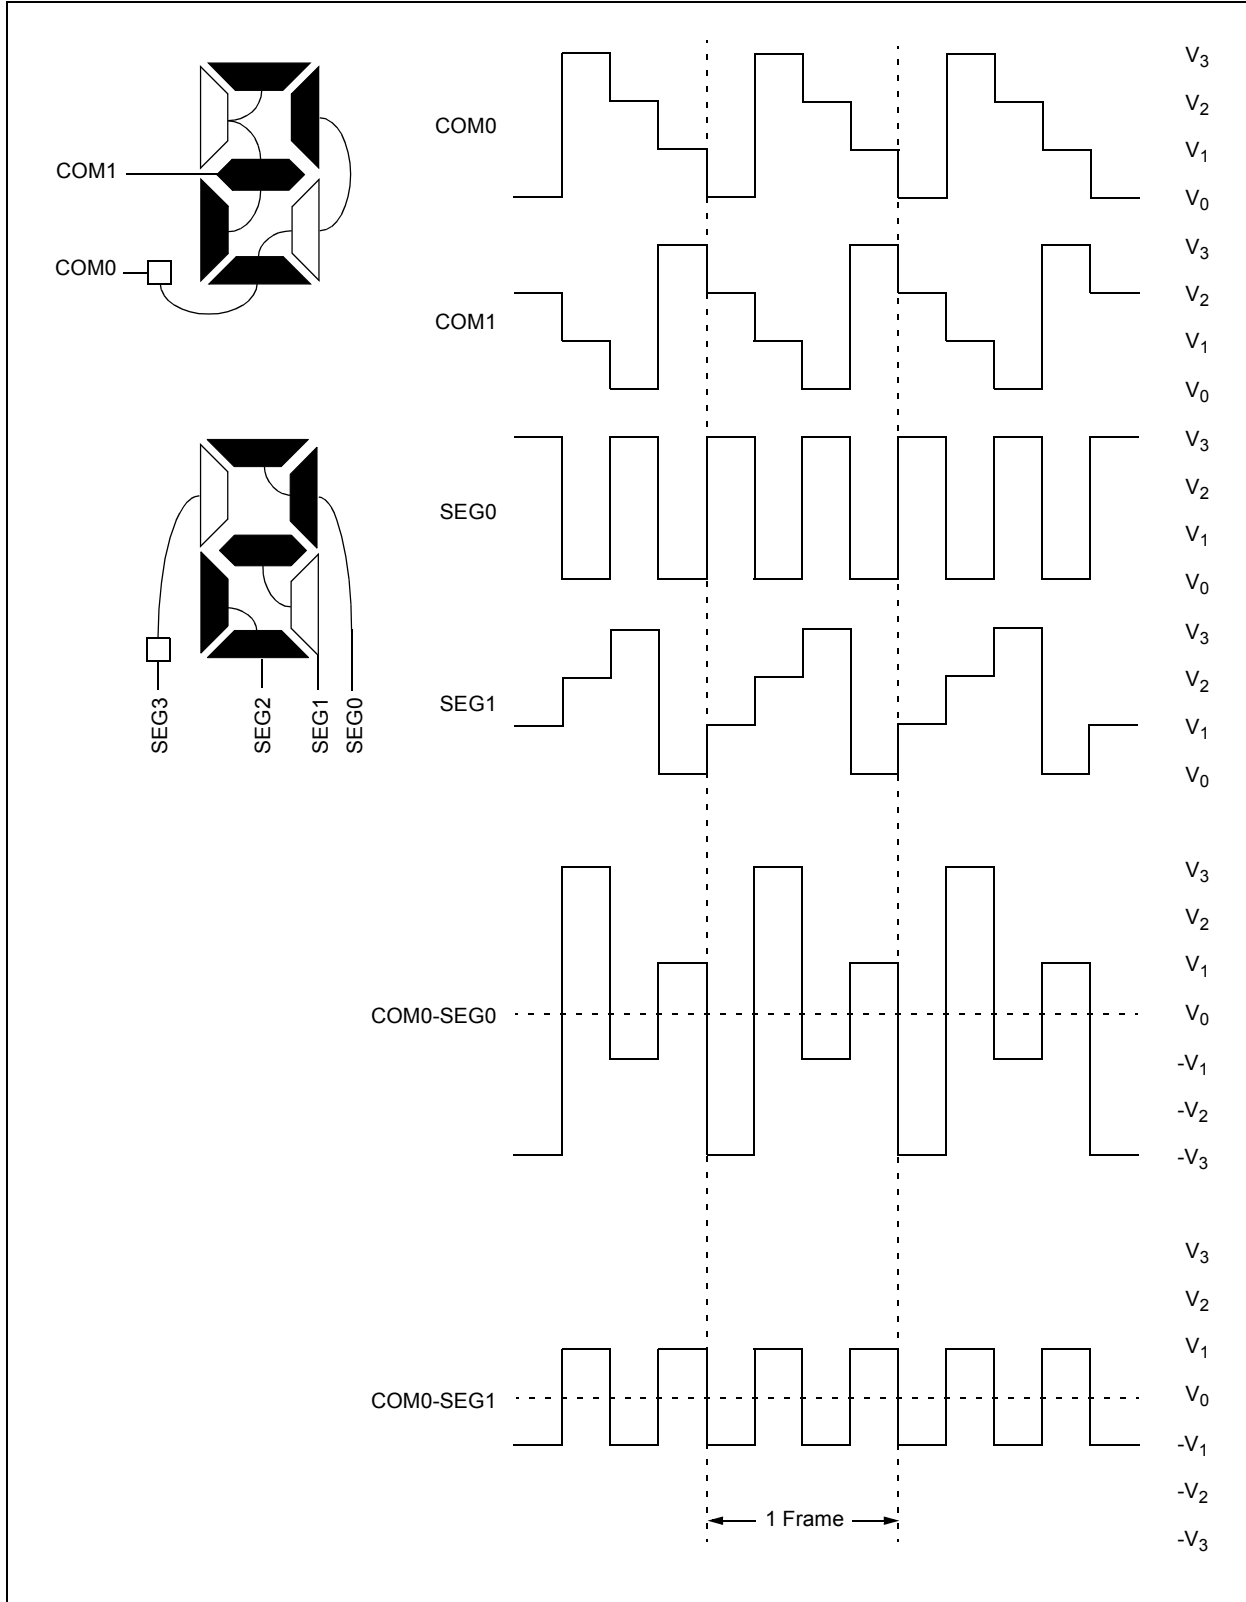 COM1
COM0
SEG3
SEG2
SEG1
SEG0
COM0
V3
V2
V1
V0
COM1
V3
V2
V1
V0
SEG0
V3
V2
V1
V0
SEG1
V3
V2
V1
V0
COM0-SEG0
V3
V2
V1
V0
-V1
-V2
-V3
COM0-SEG1
V3
V2
V1
V0
-V1
-V2
-V3
1 Frame